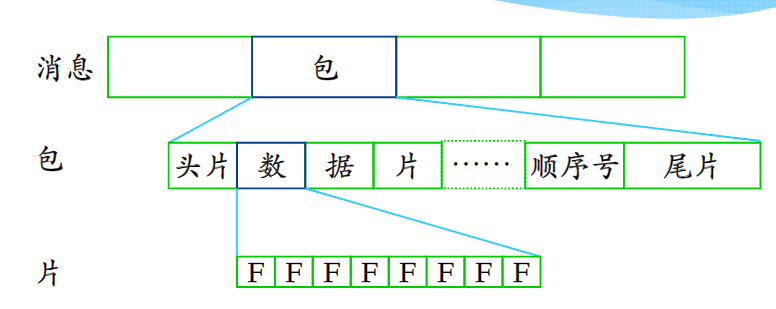 消息 包
包 头片 数 据 片 …… 顺序号 尾片
片 F F F F F F F F